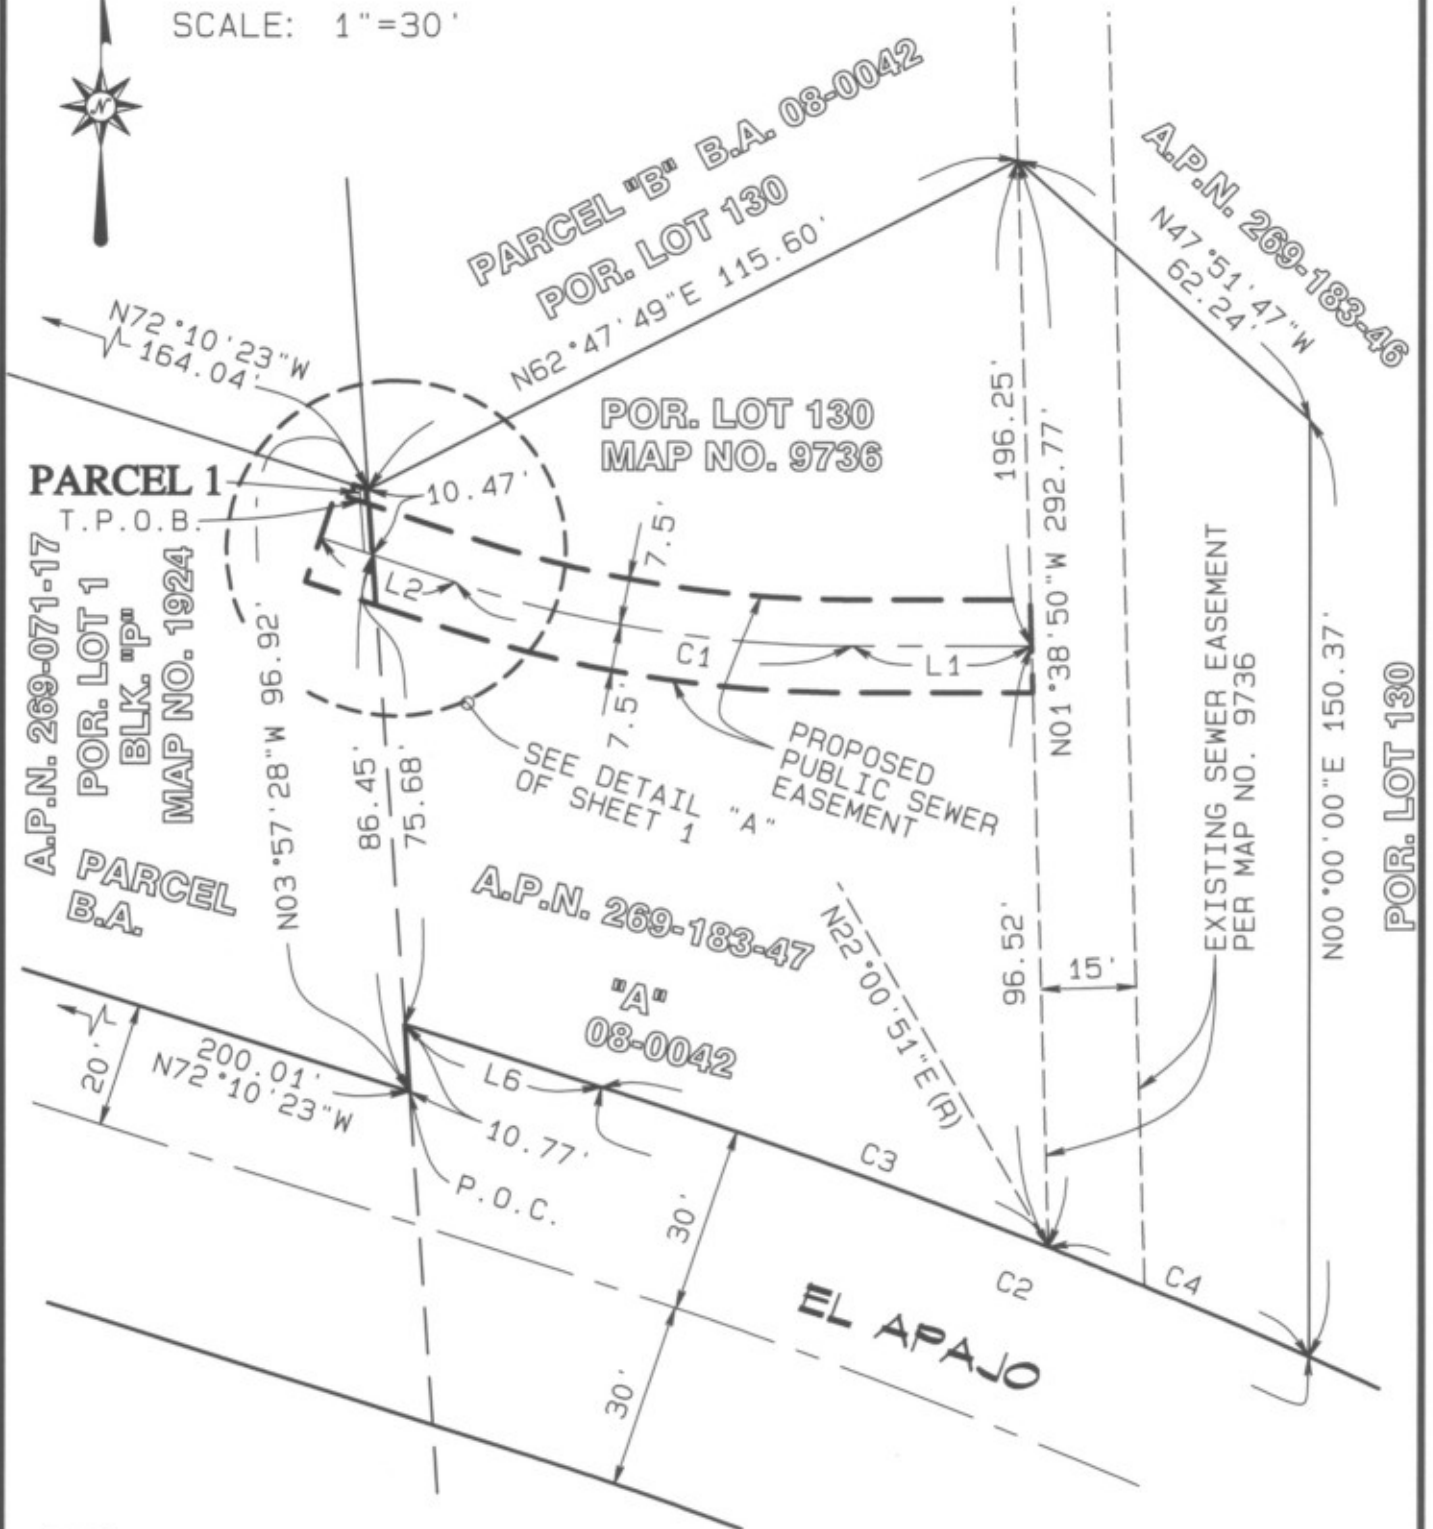 SCALE: 1"=30'
N
PARCEL "B" B.A. 08-0042
POR. LOT 130
N62°47'49"E 115.60'
A.P.N. 269-183-46
N47°51'47"W
62.24'
N72°10'23"W
164.04'
POR. LOT 130
MAP NO. 9736
196.25'
N01°38'50"W 292.77'
PARCEL 1
T.P.O.B.
10.47'
7.5'
L2
C1
L1
7.5'
A.P.N. 269-071-17
POR. LOT 1
BLK. "P"
MAP NO. 1924
N03°57'28"W 96.92'
86.45'
75.68'
SEE DETAIL "A"
OF SHEET 1
PROPOSED
PUBLIC SEWER
EASEMENT
EXISTING SEWER EASEMENT
PER MAP NO. 9736
N00°00'00"E 150.37'
POR. LOT 130
PARCEL
B.A.
A.P.N. 269-183-47
"A"
08-0042
N22°00'51"E(R)
96.52'
15'
20'
200.01'
N72°10'23"W
L6
10.77'
P.O.C.
C3
30'
C2
C4
EL APAJO
30'